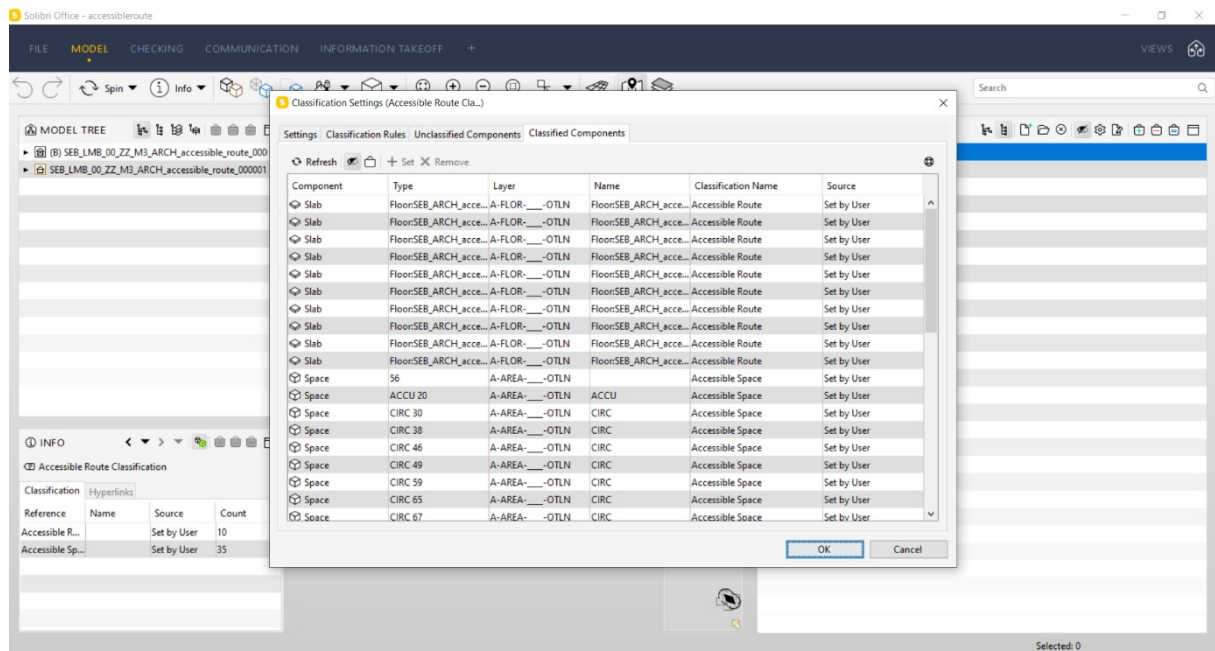 Solibri Office - accessibleroute
FILE MODEL CHECKING COMMUNICATION INFORMATION TAKEOFF + VIEWS
Spin Info Search
Classification Settings (Accessible Route Cla...)
MODEL TREE
(B) SEB_LMB_00_ZZ_M3_ARCH_accessible_route_000
SEB_LMB_00_ZZ_M3_ARCH_accessible_route_000001
Settings Classification Rules Unclassified Components Classified Components
Refresh + Set Remove
Component Type Layer Name Classification Name Source
Slab Floor:SEB_ARCH_acce... A-FLOR-___-OTLN Floor:SEB_ARCH_acce... Accessible Route Set by User
Slab Floor:SEB_ARCH_acce... A-FLOR-___-OTLN Floor:SEB_ARCH_acce... Accessible Route Set by User
Slab Floor:SEB_ARCH_acce... A-FLOR-___-OTLN Floor:SEB_ARCH_acce... Accessible Route Set by User
Slab Floor:SEB_ARCH_acce... A-FLOR-___-OTLN Floor:SEB_ARCH_acce... Accessible Route Set by User
Slab Floor:SEB_ARCH_acce... A-FLOR-___-OTLN Floor:SEB_ARCH_acce... Accessible Route Set by User
Slab Floor:SEB_ARCH_acce... A-FLOR-___-OTLN Floor:SEB_ARCH_acce... Accessible Route Set by User
Slab Floor:SEB_ARCH_acce... A-FLOR-___-OTLN Floor:SEB_ARCH_acce... Accessible Route Set by User
Slab Floor:SEB_ARCH_acce... A-FLOR-___-OTLN Floor:SEB_ARCH_acce... Accessible Route Set by User
Slab Floor:SEB_ARCH_acce... A-FLOR-___-OTLN Floor:SEB_ARCH_acce... Accessible Route Set by User
Slab Floor:SEB_ARCH_acce... A-FLOR-___-OTLN Floor:SEB_ARCH_acce... Accessible Route Set by User
Space 56 A-AREA-___-OTLN Accessible Space Set by User
Space ACCU 20 A-AREA-___-OTLN ACCU Accessible Space Set by User
Space CIRC 30 A-AREA-___-OTLN CIRC Accessible Space Set by User
Space CIRC 38 A-AREA-___-OTLN CIRC Accessible Space Set by User
Space CIRC 46 A-AREA-___-OTLN CIRC Accessible Space Set by User
Space CIRC 49 A-AREA-___-OTLN CIRC Accessible Space Set by User
Space CIRC 59 A-AREA-___-OTLN CIRC Accessible Space Set by User
Space CIRC 65 A-AREA-___-OTLN CIRC Accessible Space Set by User
Space CIRC 67 A-AREA- -OTLN CIRC Accessible Space Set by User
OK Cancel
INFO
Accessible Route Classification
Classification Hyperlinks
Reference Name Source Count
Accessible R... Set by User 10
Accessible Sp... Set by User 35
Selected: 0